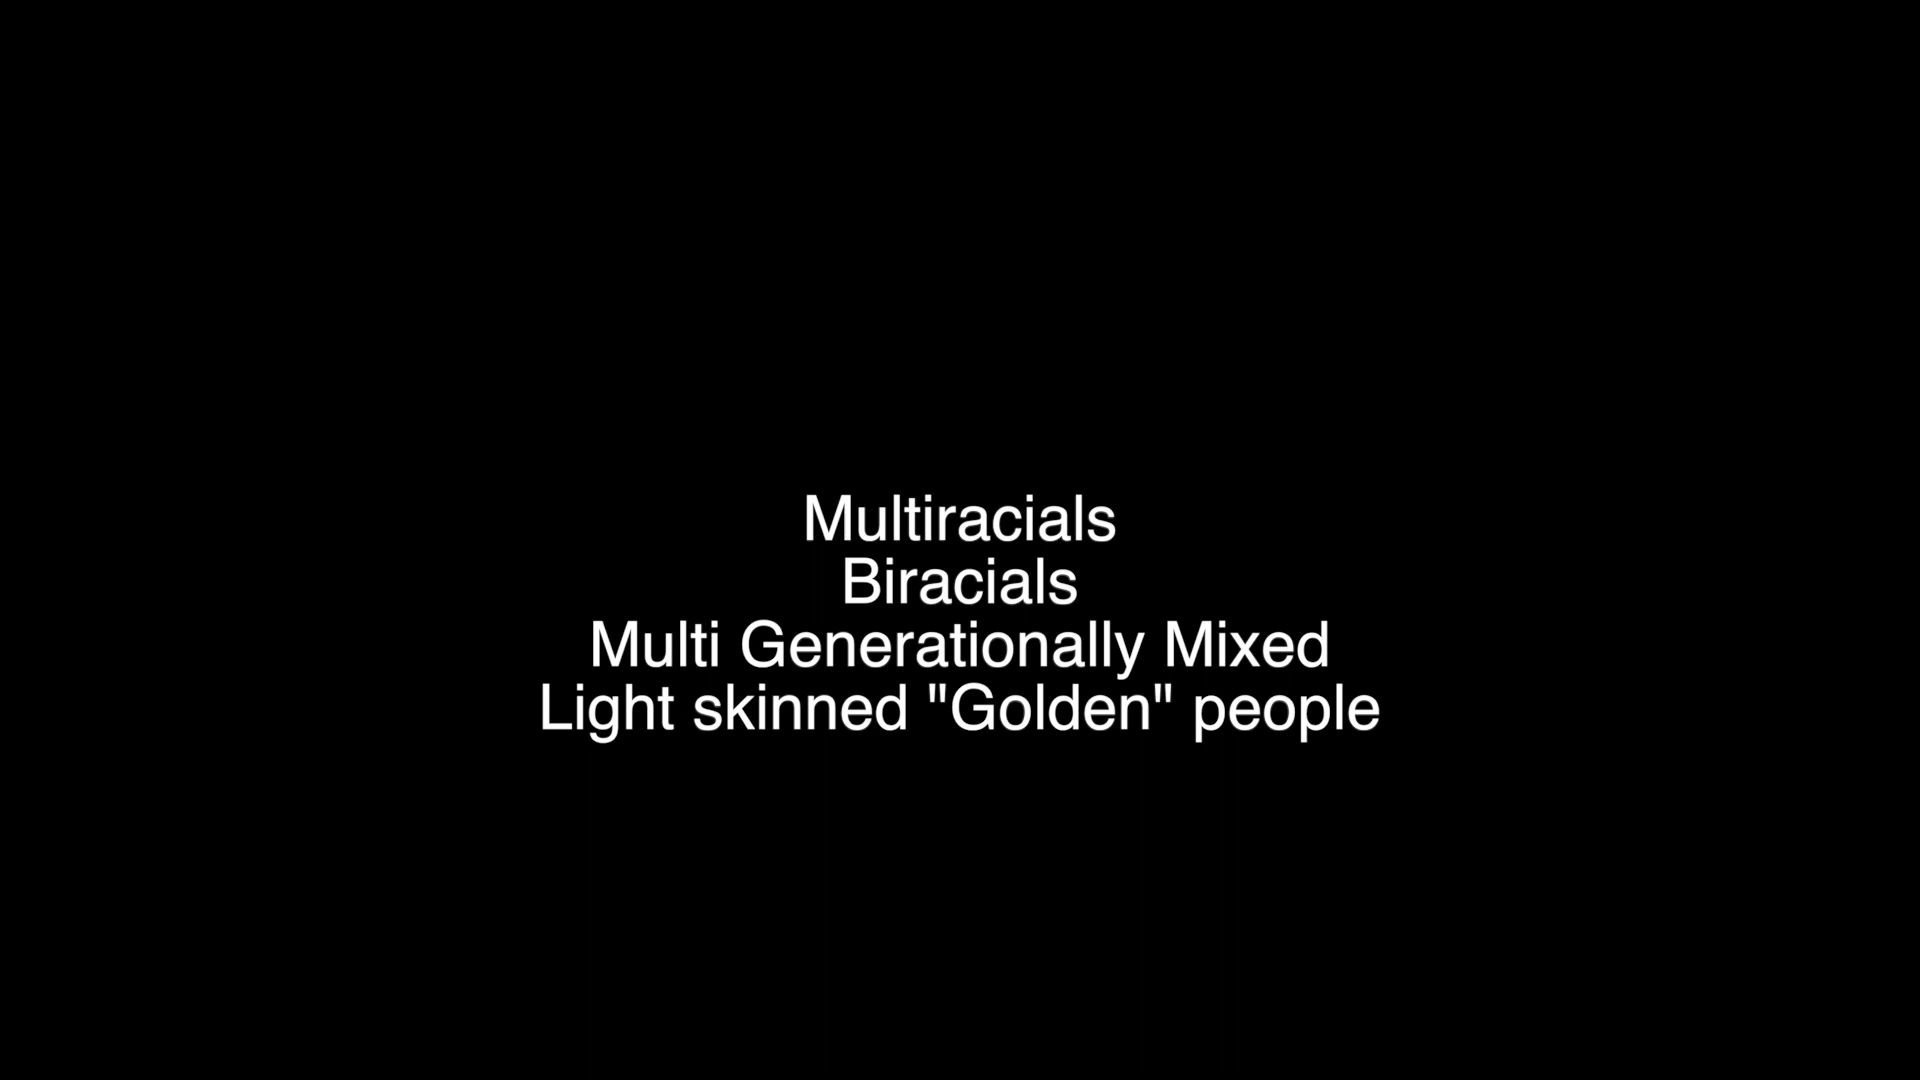 Multiracials
Biracials
Multi Generationally Mixed
Light skinned "Golden" people